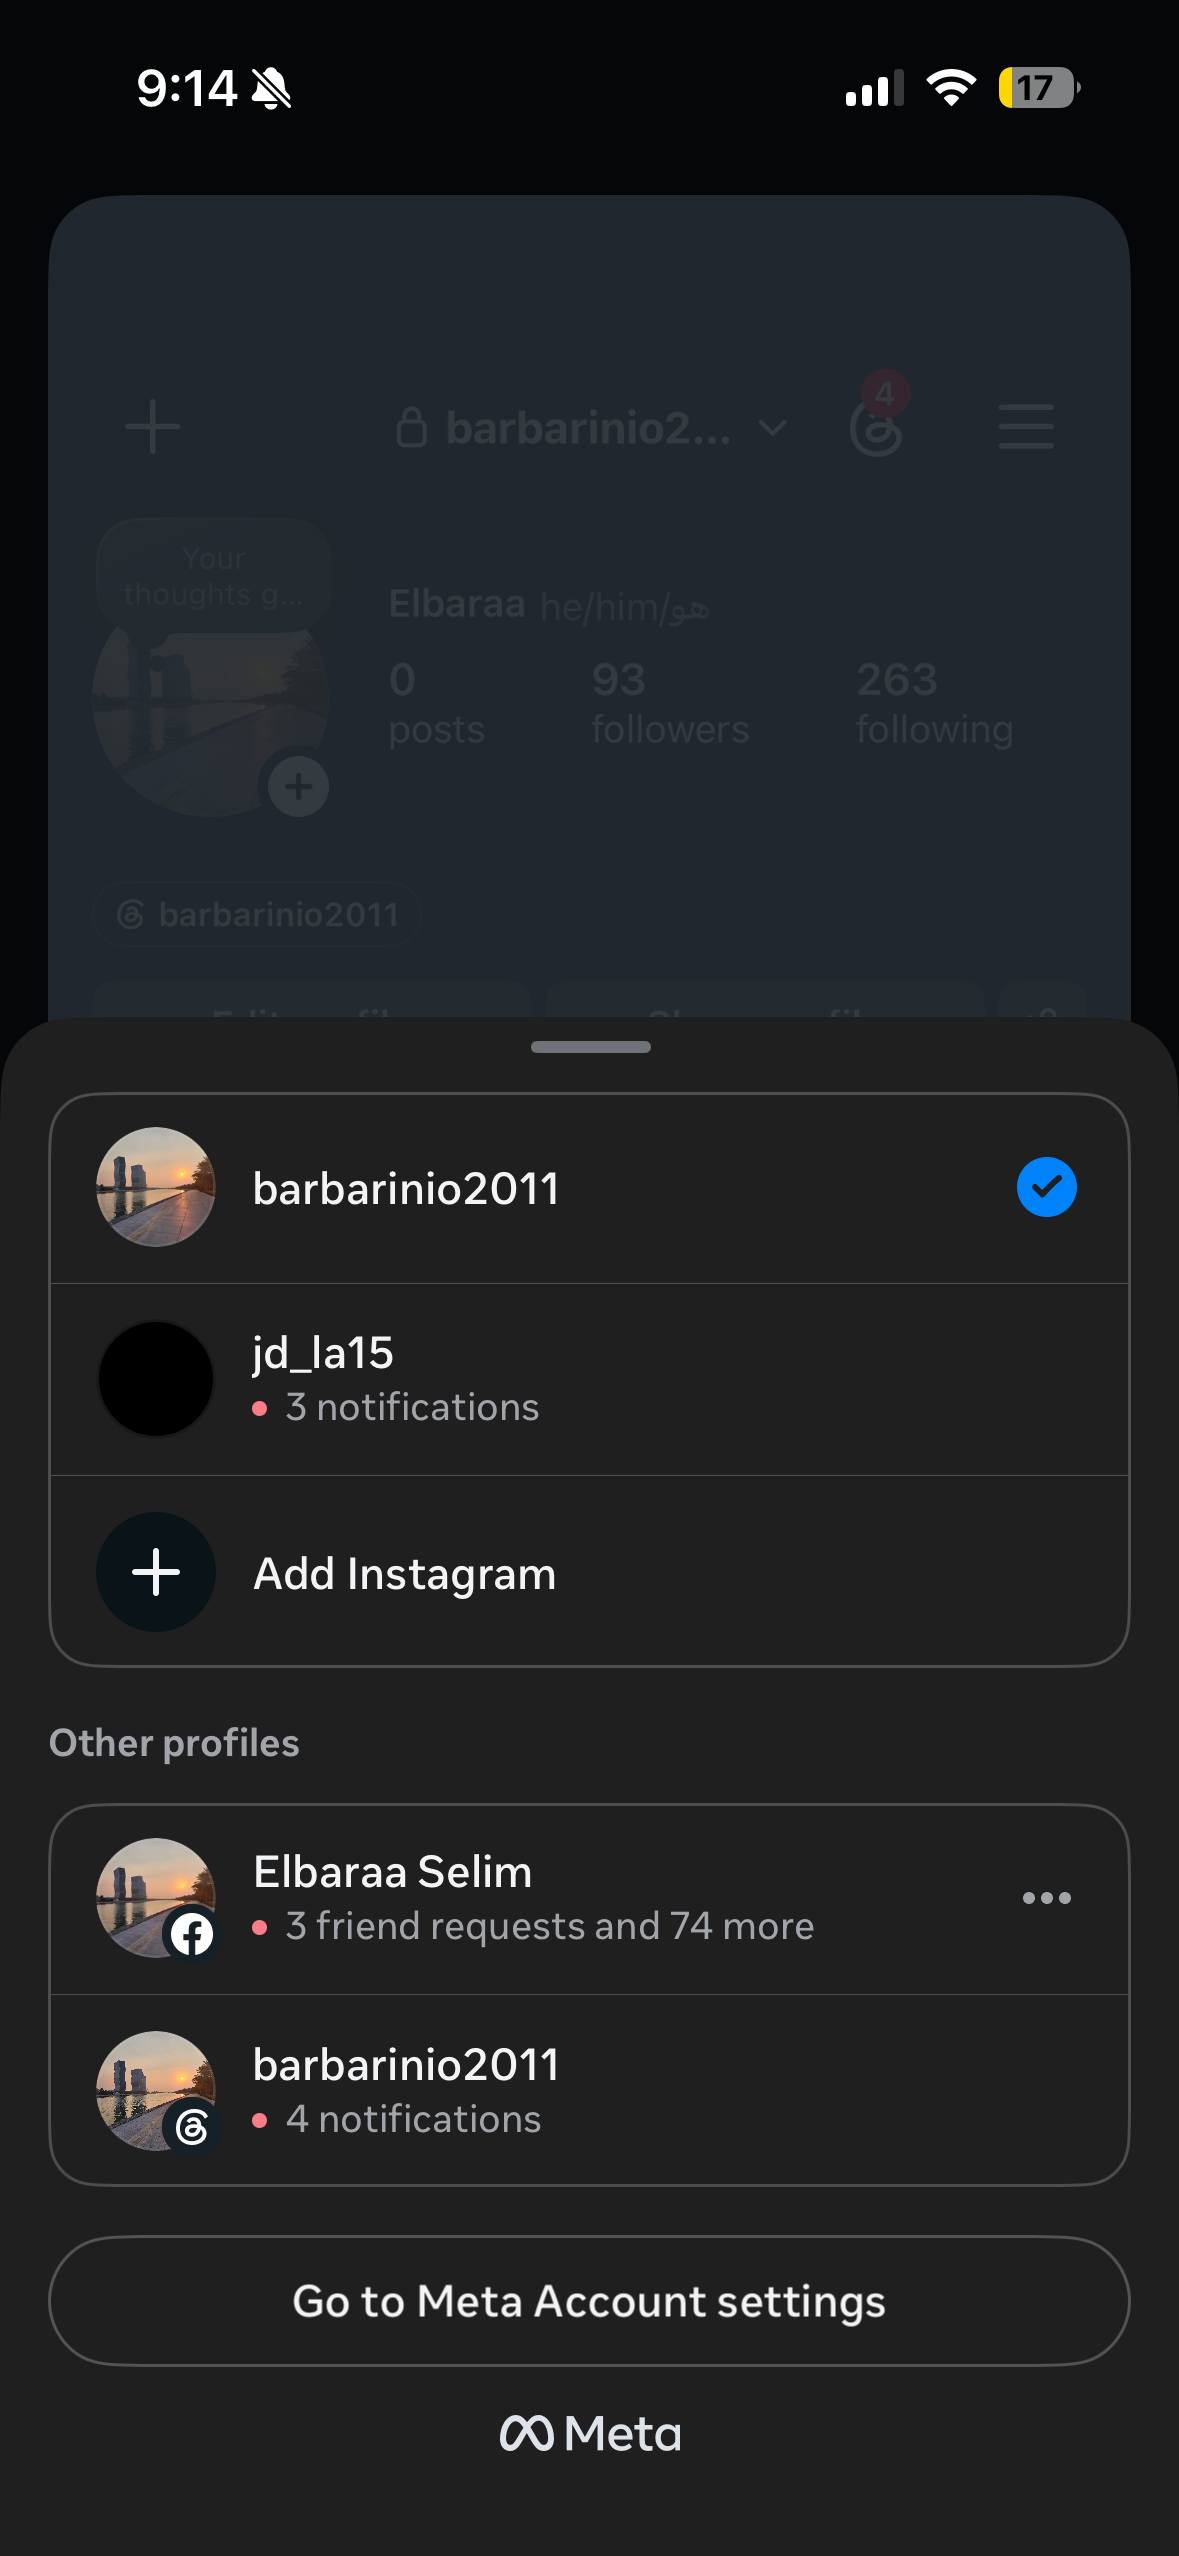 9:14
17
barbarinio2...
4
Your
thoughts g...
Elbaraa he/him/هو
0 93 263
posts followers following
barbarinio2011
barbarinio2011
jd_la15
3 notifications
Add Instagram
Other profiles
Elbaraa Selim
3 friend requests and 74 more
barbarinio2011
4 notifications
Go to Meta Account settings
Meta